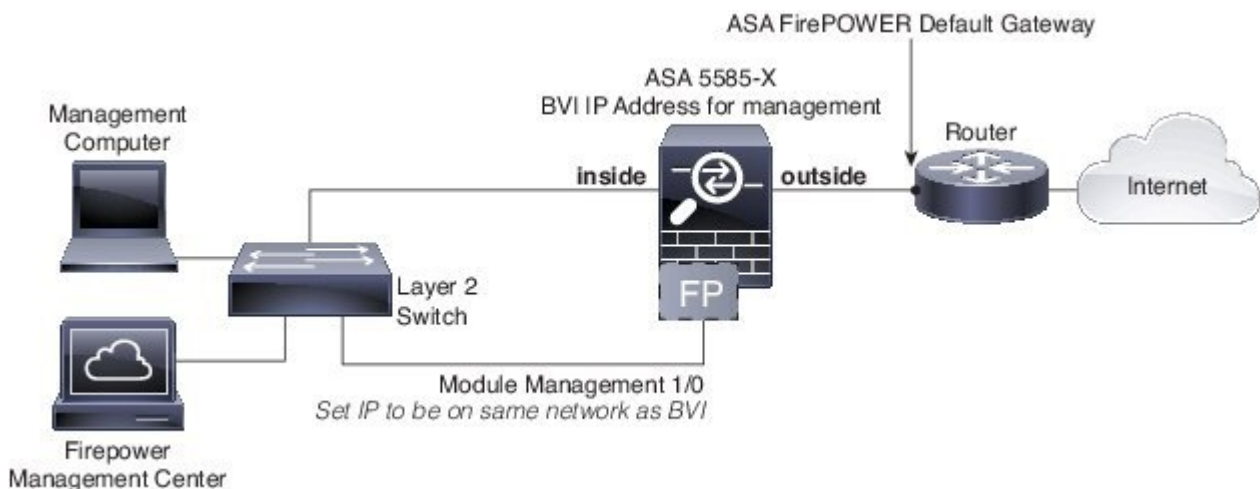 ASA FirePOWER Default Gateway
ASA 5585-X
BVI IP Address for management
Management
Computer
Router
inside
outside
Internet
Layer 2
Switch
FP
Module Management 1/0
Set IP to be on same network as BVI
Firepower
Management Center